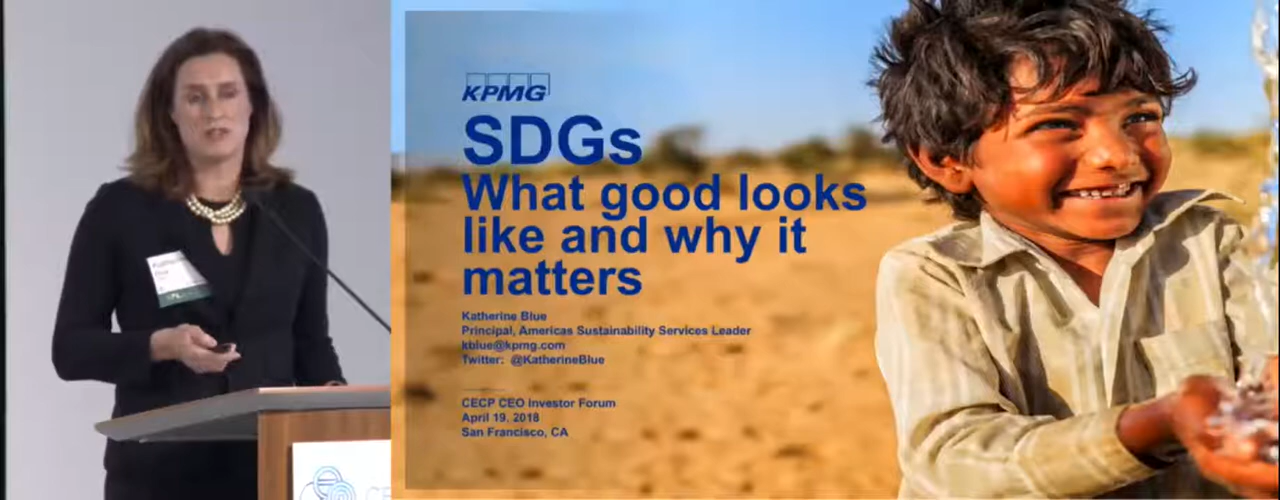 KPMG
SDGs
What good looks
like and why it
matters
Katherine Blue
Principal, Americas Sustainability Services Leader
kblue@kpmg.com
Twitter: @KatherineBlue
CECP CEO Investor Forum
April 19, 2018
San Francisco, CA
CE